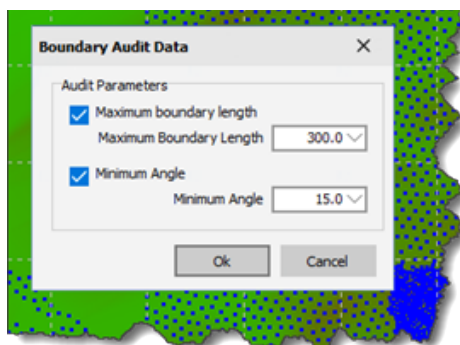 Boundary Audit Data
Audit Parameters
Maximum boundary length
Maximum Boundary Length 300.0
Minimum Angle
Minimum Angle 15.0
Ok Cancel